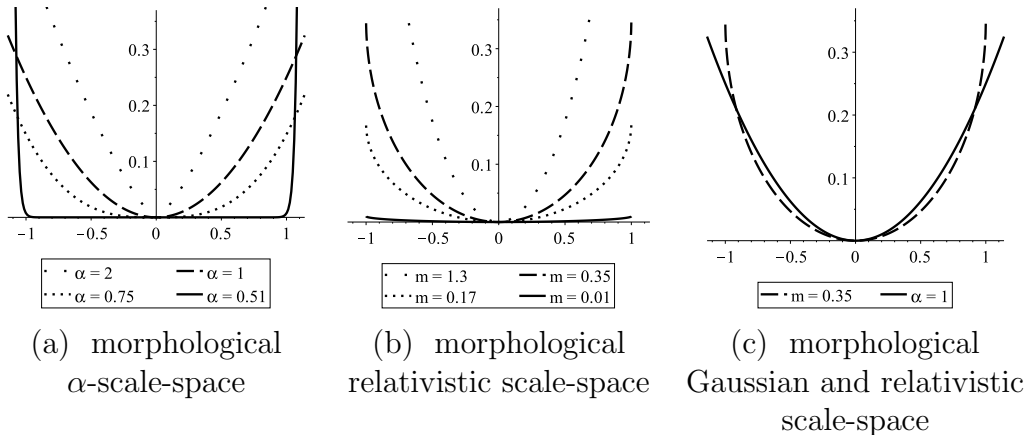 0.3
0.2
0.1
−1 −0.5 0 0.5 1
α = 2 α = 1
α = 0.75 α = 0.51
(a) morphological
α-scale-space
0.3
0.2
0.1
−1 −0.5 0 0.5 1
m = 1.3 m = 0.35
m = 0.17 m = 0.01
(b) morphological
relativistic scale-space
0.3
0.2
0.1
−1 −0.5 0 0.5 1
m = 0.35 α = 1
(c) morphological
Gaussian and relativistic
scale-space